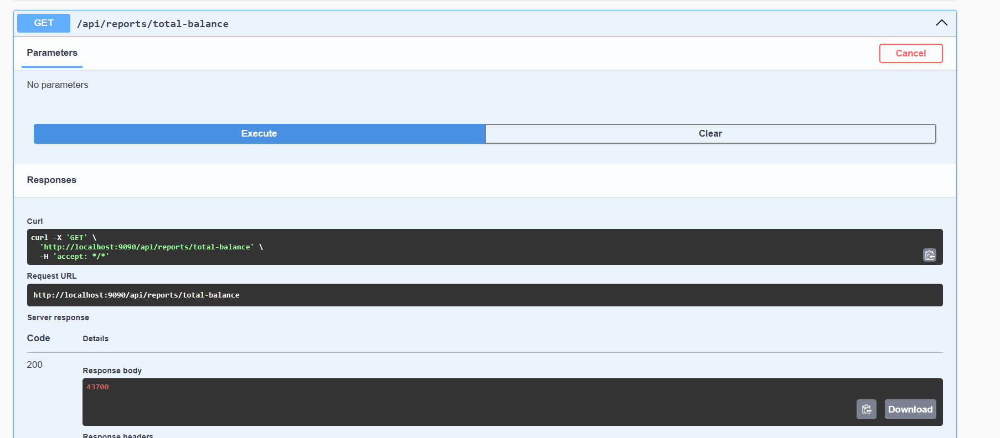 GET /api/reports/total-balance
Parameters
Cancel
No parameters
Execute
Clear
Responses
Curl
curl -X 'GET' \
'http://localhost:9090/api/reports/total-balance' \
-H 'accept: */*'
Request URL
http://localhost:9090/api/reports/total-balance
Server response
Code Details
200
Response body
43700
Download
Response headers